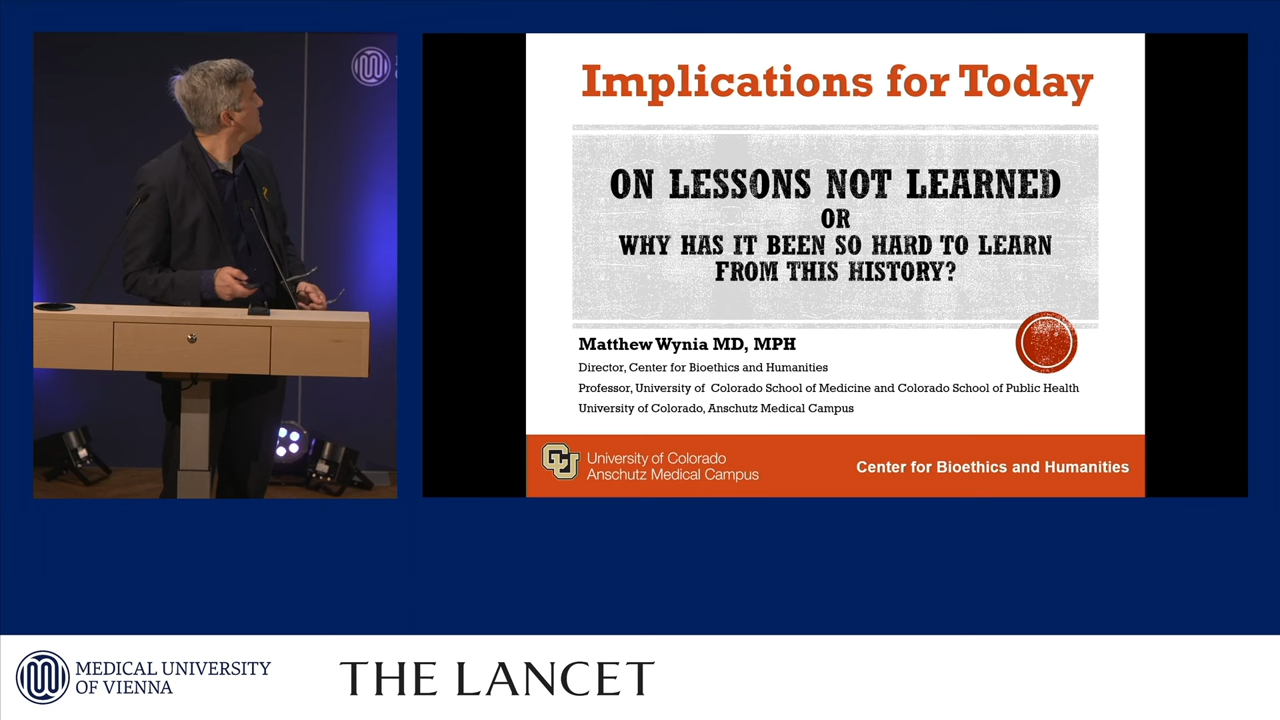 Implications for Today
ON LESSONS NOT LEARNED
OR
WHY HAS IT BEEN SO HARD TO LEARN
FROM THIS HISTORY?
Matthew Wynia MD, MPH
Director, Center for Bioethics and Humanities
Professor, University of Colorado School of Medicine and Colorado School of Public Health
University of Colorado, Anschutz Medical Campus
CU
University of Colorado
Anschutz Medical Campus
Center for Bioethics and Humanities
MEDICAL UNIVERSITY
OF VIENNA
THE LANCET